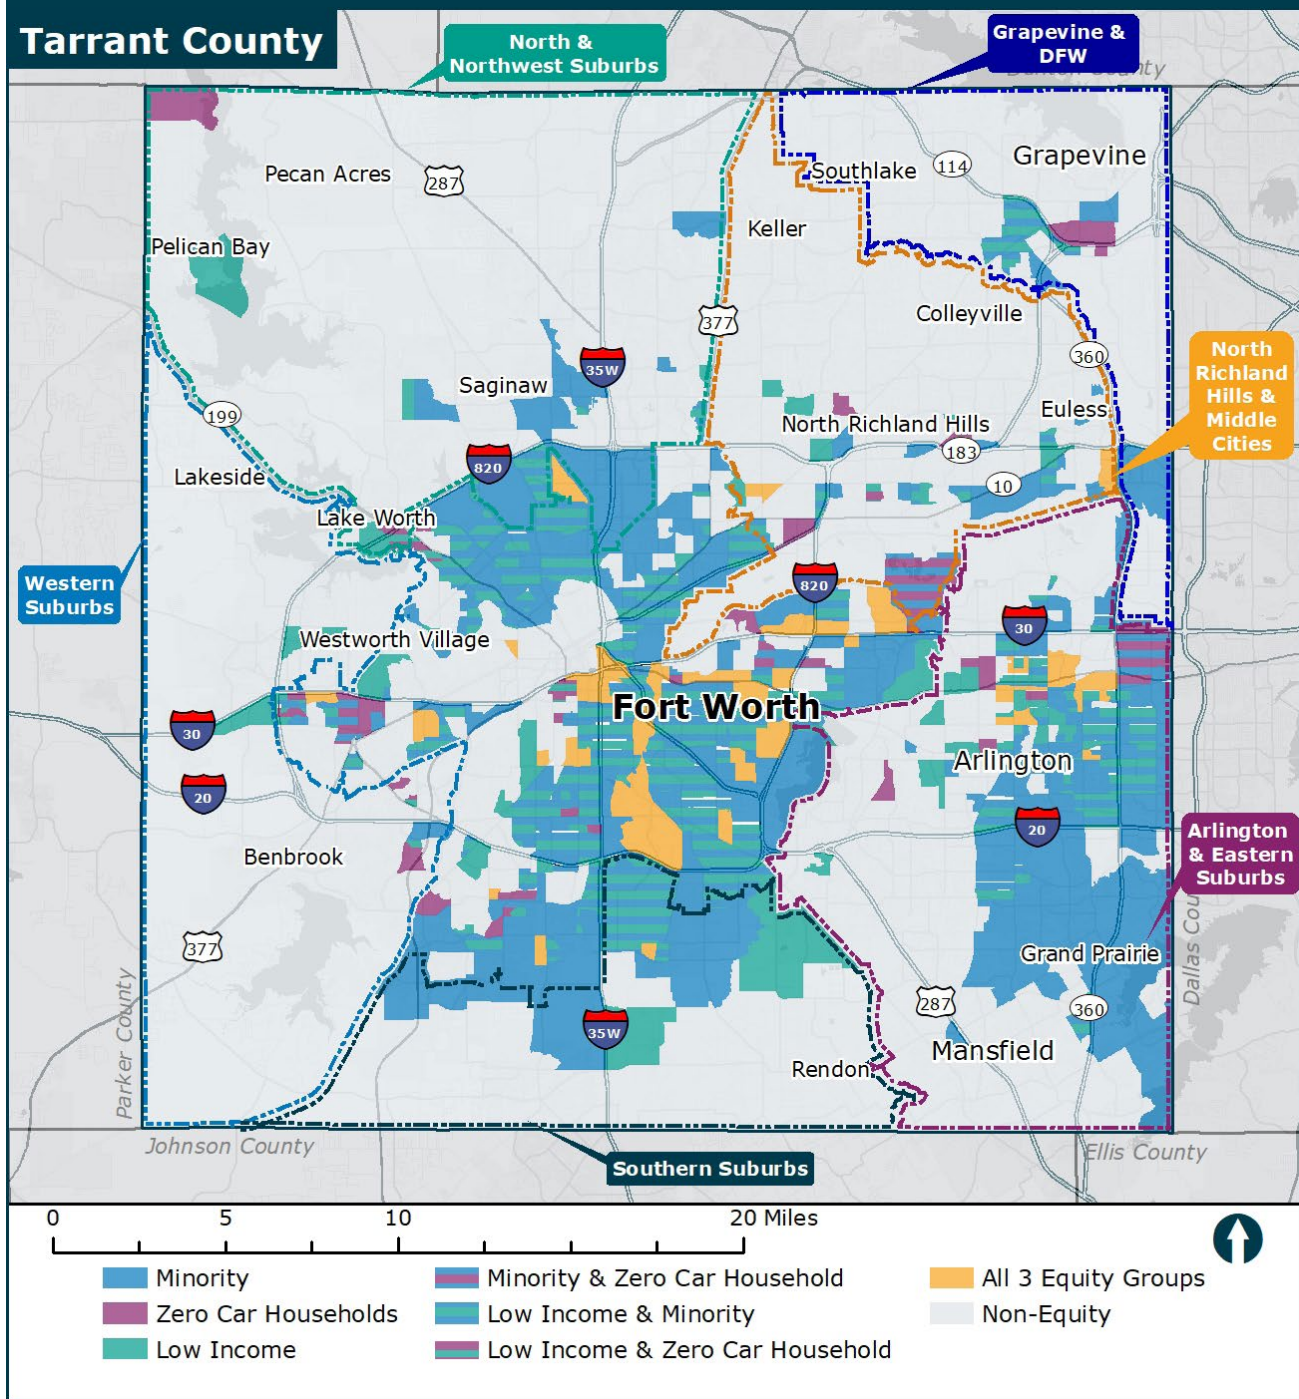 Tarrant County
North &
Northwest Suburbs
Grapevine &
DFW
Pecan Acres
287
Southlake
114
Grapevine
Keller
Pelican Bay
Colleyville
377
360
35W
Saginaw
North
Richland
Hills &
Middle
Cities
199
Euless
North Richland Hills
183
820
Lakeside
10
Lake Worth
Western
Suburbs
820
30
Westworth Village
Fort Worth
30
Arlington
20
20
Arlington
& Eastern
Suburbs
Benbrook
377
Grand Prairie
Dallas
Parker County
287
360
35W
Mansfield
Rendon
Johnson County
Ellis County
Southern Suburbs
0 5 10 20 Miles
Minority
Zero Car Households
Low Income
Minority & Zero Car Household
Low Income & Minority
Low Income & Zero Car Household
All 3 Equity Groups
Non-Equity